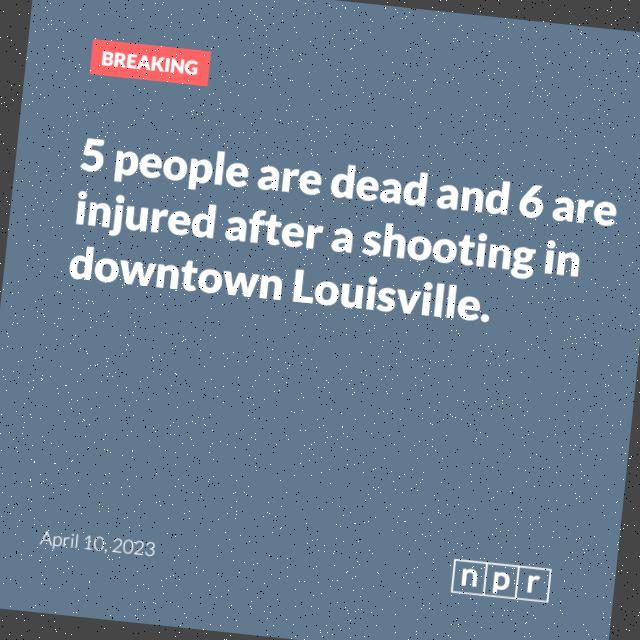 BREAKING
5 people are dead and 6 are
injured after a shooting in
downtown Louisville.
April 10, 2023
npr